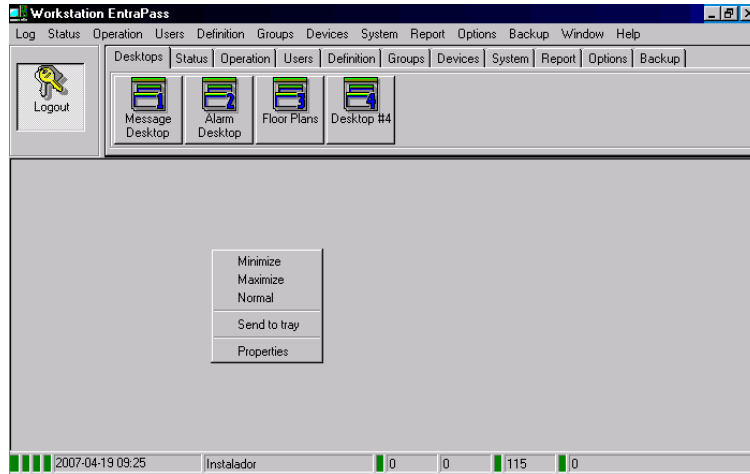 Workstation EntraPass
Log Status Operation Users Definition Groups Devices System Report Options Backup Window Help
Desktops Status Operation Users Definition Groups Devices System Report Options Backup
Logout
1 2 3 4
Message Desktop
Alarm Desktop
Floor Plans
Desktop #4
Minimize
Maximize
Normal
Send to tray
Properties
2007-04-19 09:25 Instalador 0 0 115 0